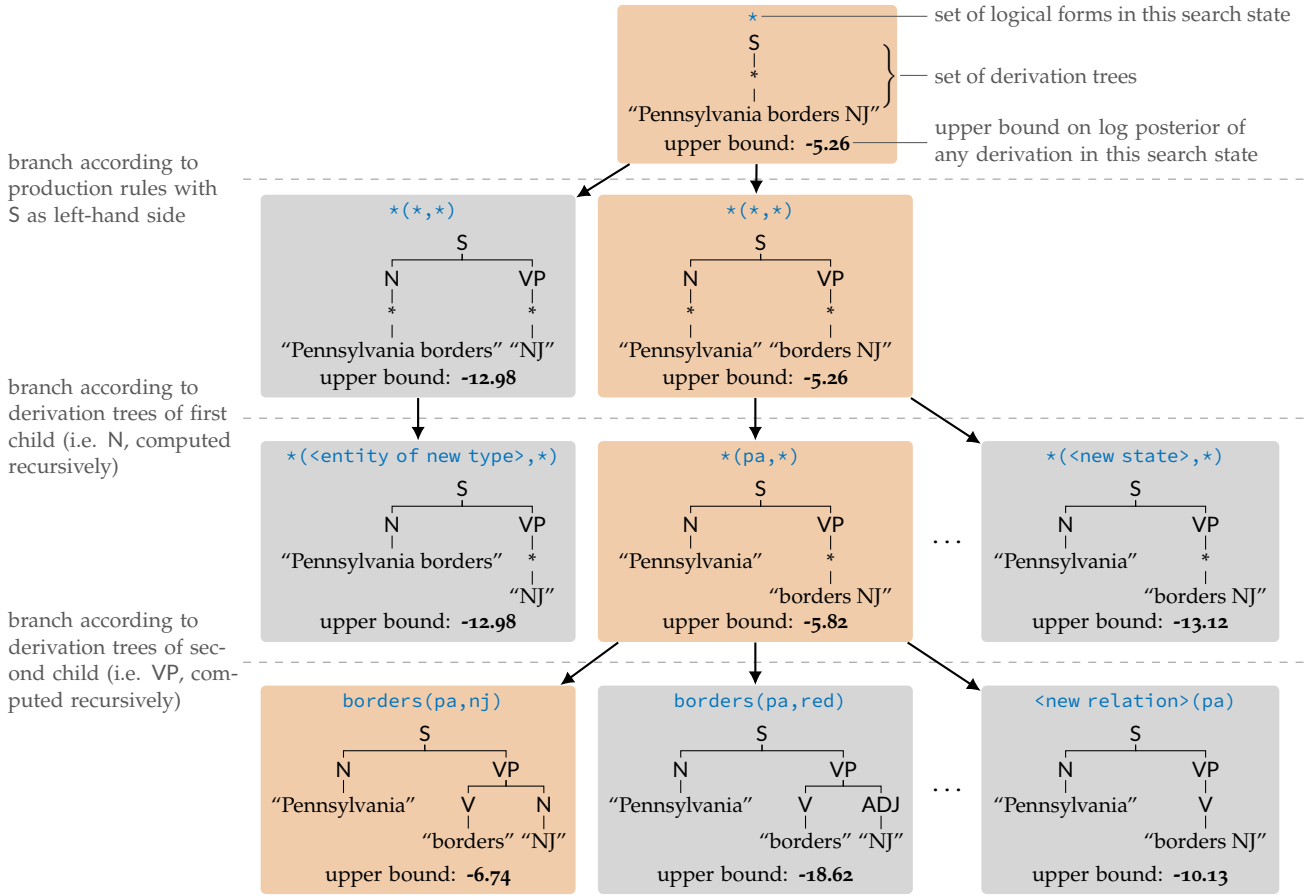 *
set of logical forms in this search state
S
*
set of derivation trees
“Pennsylvania borders NJ”
upper bound: -5.26
upper bound on log posterior of
any derivation in this search state
branch according to
production rules with
S as left-hand side
*(*,*)
S
N VP
* *
“Pennsylvania borders” “NJ”
upper bound: -12.98
*(*,*)
S
N VP
* *
“Pennsylvania” “borders NJ”
upper bound: -5.26
branch according to
derivation trees of first
child (i.e. N, computed
recursively)
*(<entity of new type>,*)
S
N VP
“Pennsylvania borders” *
“NJ”
upper bound: -12.98
*(pa,*)
S
N VP
“Pennsylvania” *
“borders NJ”
upper bound: -5.82
...
*(<new state>,*)
S
N VP
“Pennsylvania” *
“borders NJ”
upper bound: -13.12
branch according to
derivation trees of sec-
ond child (i.e. VP, com-
puted recursively)
borders(pa,nj)
S
N VP
“Pennsylvania” V N
“borders” “NJ”
upper bound: -6.74
borders(pa,red)
S
N VP
“Pennsylvania” V ADJ
“borders” “NJ”
upper bound: -18.62
...
<new relation>(pa)
S
N VP
“Pennsylvania” V
“borders NJ”
upper bound: -10.13